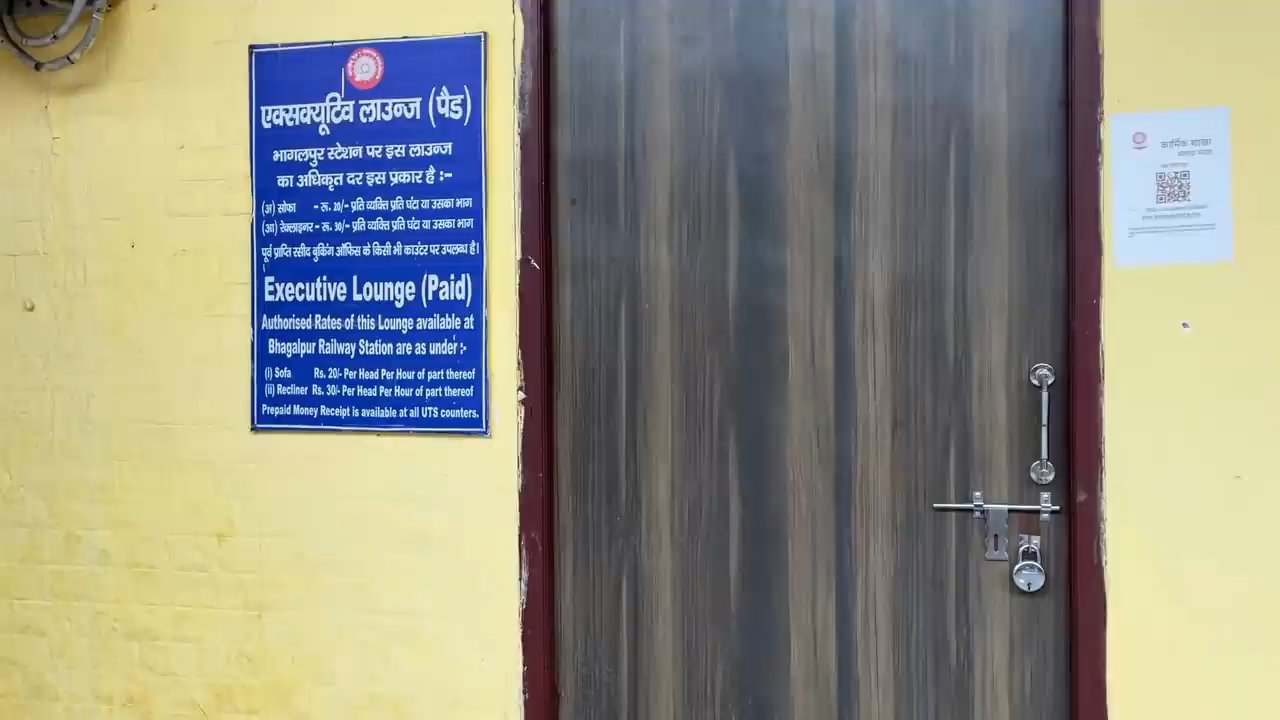 एक्सक्यूटिव लाउन्ज (पैड)
भागलपुर स्टेशन पर इस लाउन्ज
का अधिकृत दर इस प्रकार है :-
(अ) सोफा - रू. 20/- प्रति व्यक्ति प्रति घंटा या उसका भाग
(आ) रेक्लाइनर - रू. 30/- प्रति व्यक्ति प्रति घंटा या उसका भाग
पूर्व प्राप्ति रसीद बुकिंग ऑफिस के किसी भी काउंटर पर उपलब्ध है।
Executive Lounge (Paid)
Authorised Rates of this Lounge available at
Bhagalpur Railway Station are as under :-
(i) Sofa Rs. 20/- Per Head Per Hour of part thereof
(ii) Recliner Rs. 30/- Per Head Per Hour of part thereof
Prepaid Money Receipt is available at all UTS counters.
कार्मिक शाखा